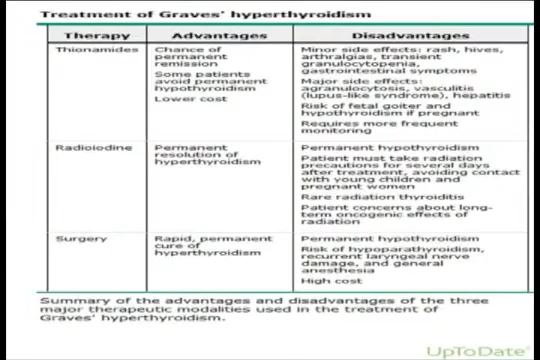 Treatment of Graves' hyperthyroidism
Therapy
Advantages
Disadvantages
Thionamides
Chance of
permanent
remission
Some patients
avoid permanent
hypothyroidism
Lower cost
Minor side effects: rash, hives,
arthralgias, transient
granulocytopenia,
gastrointestinal symptoms
Major side effects:
agranulocytosis, vasculitis
(lupus-like syndrome), hepatitis
Risk of fetal goiter and
hypothyroidism if pregnant
Requires more frequent
monitoring
Radioiodine
Permanent
resolution of
hyperthyroidism
Permanent hypothyroidism
Patient must take radiation
precautions for several days
after treatment, avoiding contact
with young children and
pregnant women
Rare radiation thyroiditis
Patient concerns about long-
term oncogenic effects of
radiation
Surgery
Rapid, permanent
cure of
hyperthyroidism
Permanent hypothyroidism
Risk of hypoparathyroidism,
recurrent laryngeal nerve
damage, and general
anesthesia
High cost
Summary of the advantages and disadvantages of the three
major therapeutic modalities used in the treatment of
Graves' hyperthyroidism.
UpToDate®